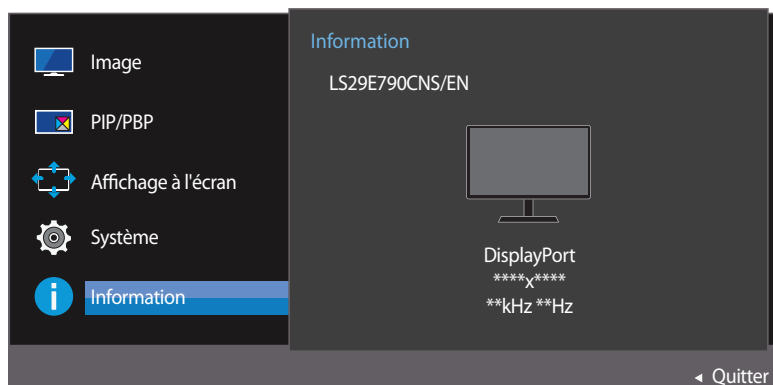 Image
PIP/PBP
Affichage à l'écran
Système
Information
Information
LS29E790CNS/EN
DisplayPort
****x****
**kHz **Hz
Quitter